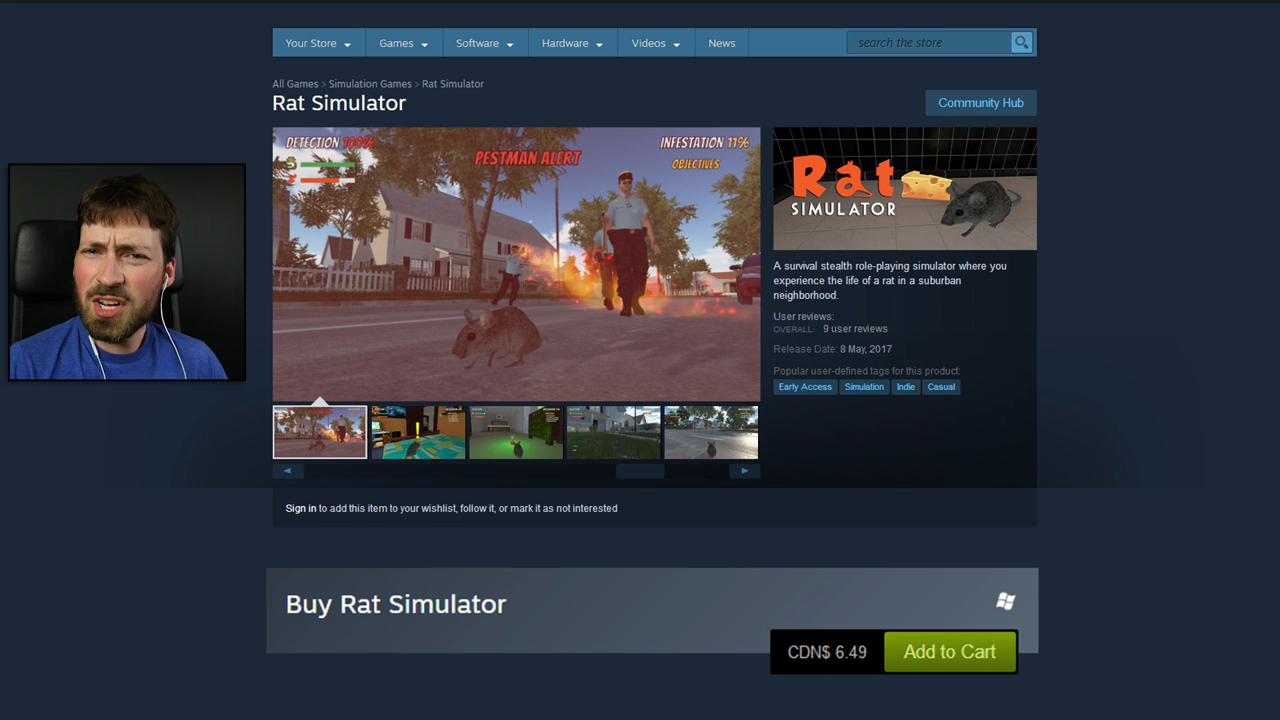 Your Store Games Software Hardware Videos News search the store
All Games > Simulation Games > Rat Simulator
Rat Simulator
Community Hub
DETECTION 100%
PESTMAN ALERT
INFESTATION 11%
OBJECTIVES
Rat
SIMULATOR
A survival stealth role-playing simulator where you
experience the life of a rat in a suburban
neighborhood.
User reviews:
OVERALL: 9 user reviews
Release Date: 8 May, 2017
Popular user-defined tags for this product:
Early Access Simulation Indie Casual
Sign in to add this item to your wishlist, follow it, or mark it as not interested
Buy Rat Simulator
CDN$ 6.49 Add to Cart